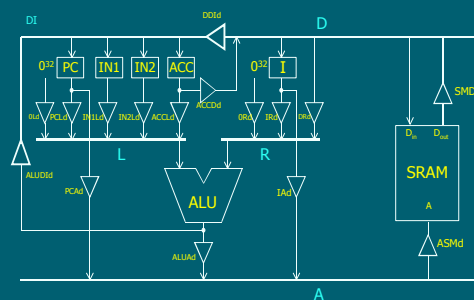 DDId
DI
D
0³²
PC
IN1
IN2
ACC
0³²
I
ACCDd
SMDd
0Ld
PCLd
IN1Ld
IN2Ld
ACCLd
0Rd
IRd
DRd
Din
Dout
L
R
SRAM
ALUDId
PCAd
ALU
IAd
A
ASMd
ALUAd
A